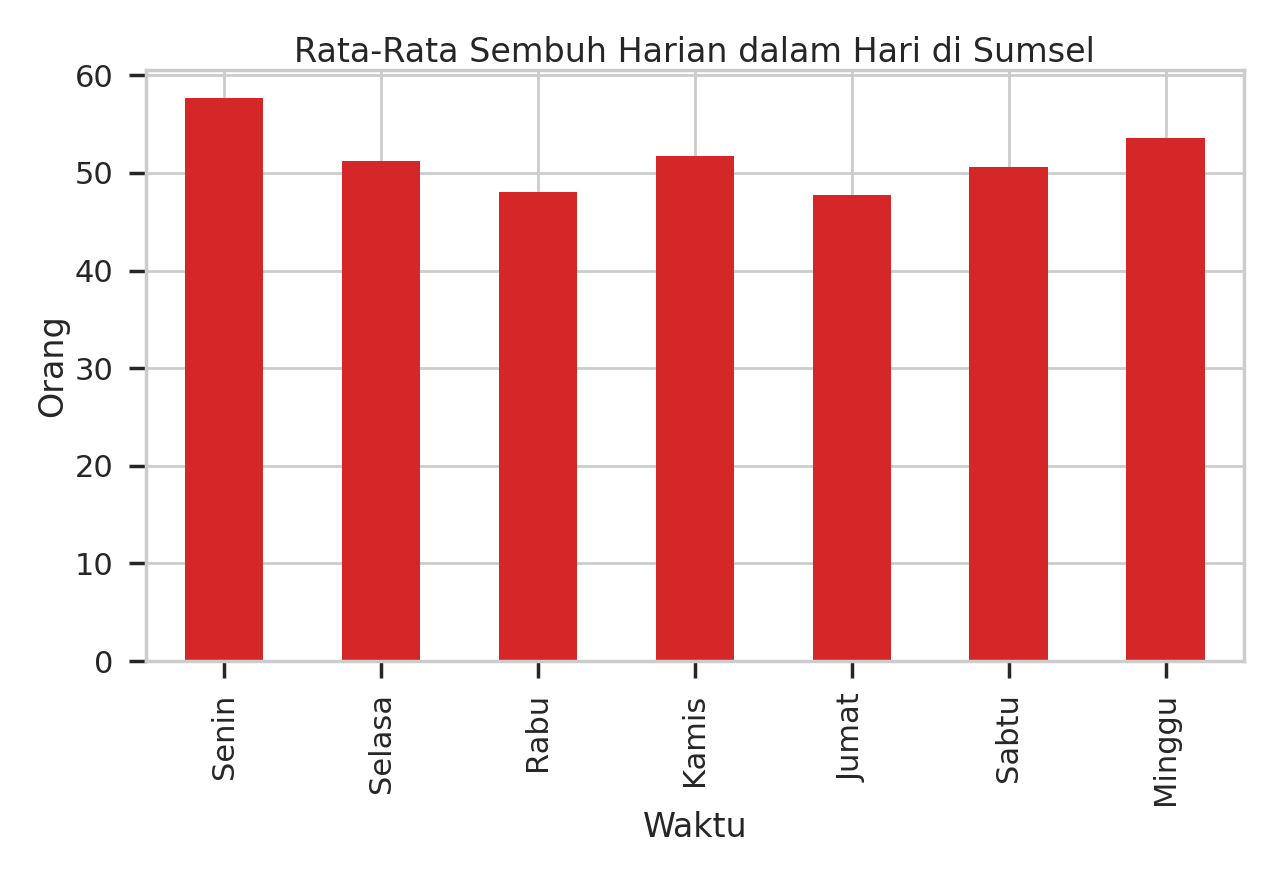 Rata-Rata Sembuh Harian dalam Hari di Sumsel
60
50
40
30
20
10
0
Orang
Senin
Selasa
Rabu
Kamis
Jumat
Sabtu
Minggu
Waktu